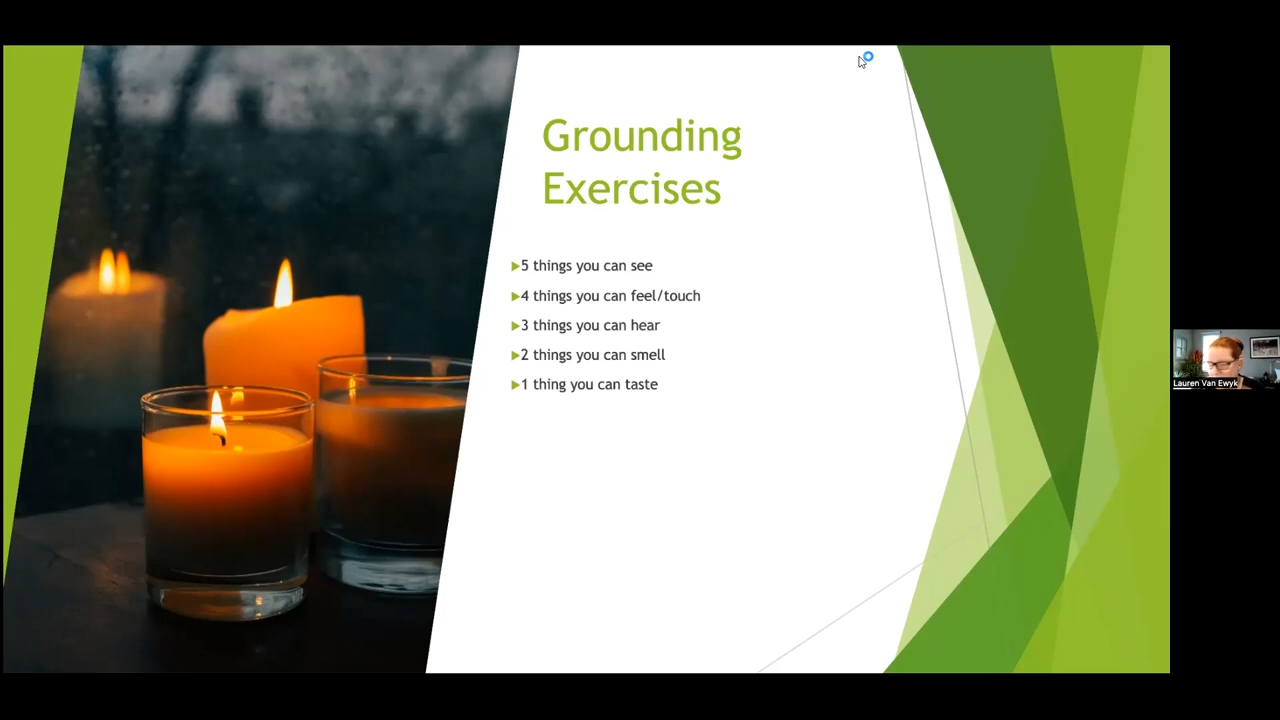 Grounding
Exercises
5 things you can see
4 things you can feel/touch
3 things you can hear
2 things you can smell
1 thing you can taste
Lauren Van Ewyk